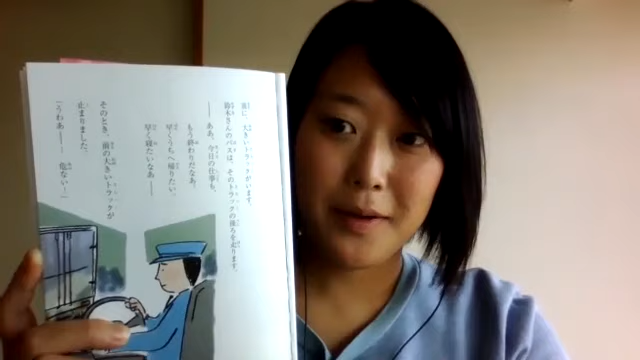 前に、大きいトラックがいます。
鈴木さんのバスは、そのトラックの後ろを走ります。
――ああ、今日の仕事も、
もう終わりだなあ。
早くうちへ帰りたい。
早く寝たいなあ――
そのとき、前の大きいトラックが
止まりました。
「うわあ――　危ない！」